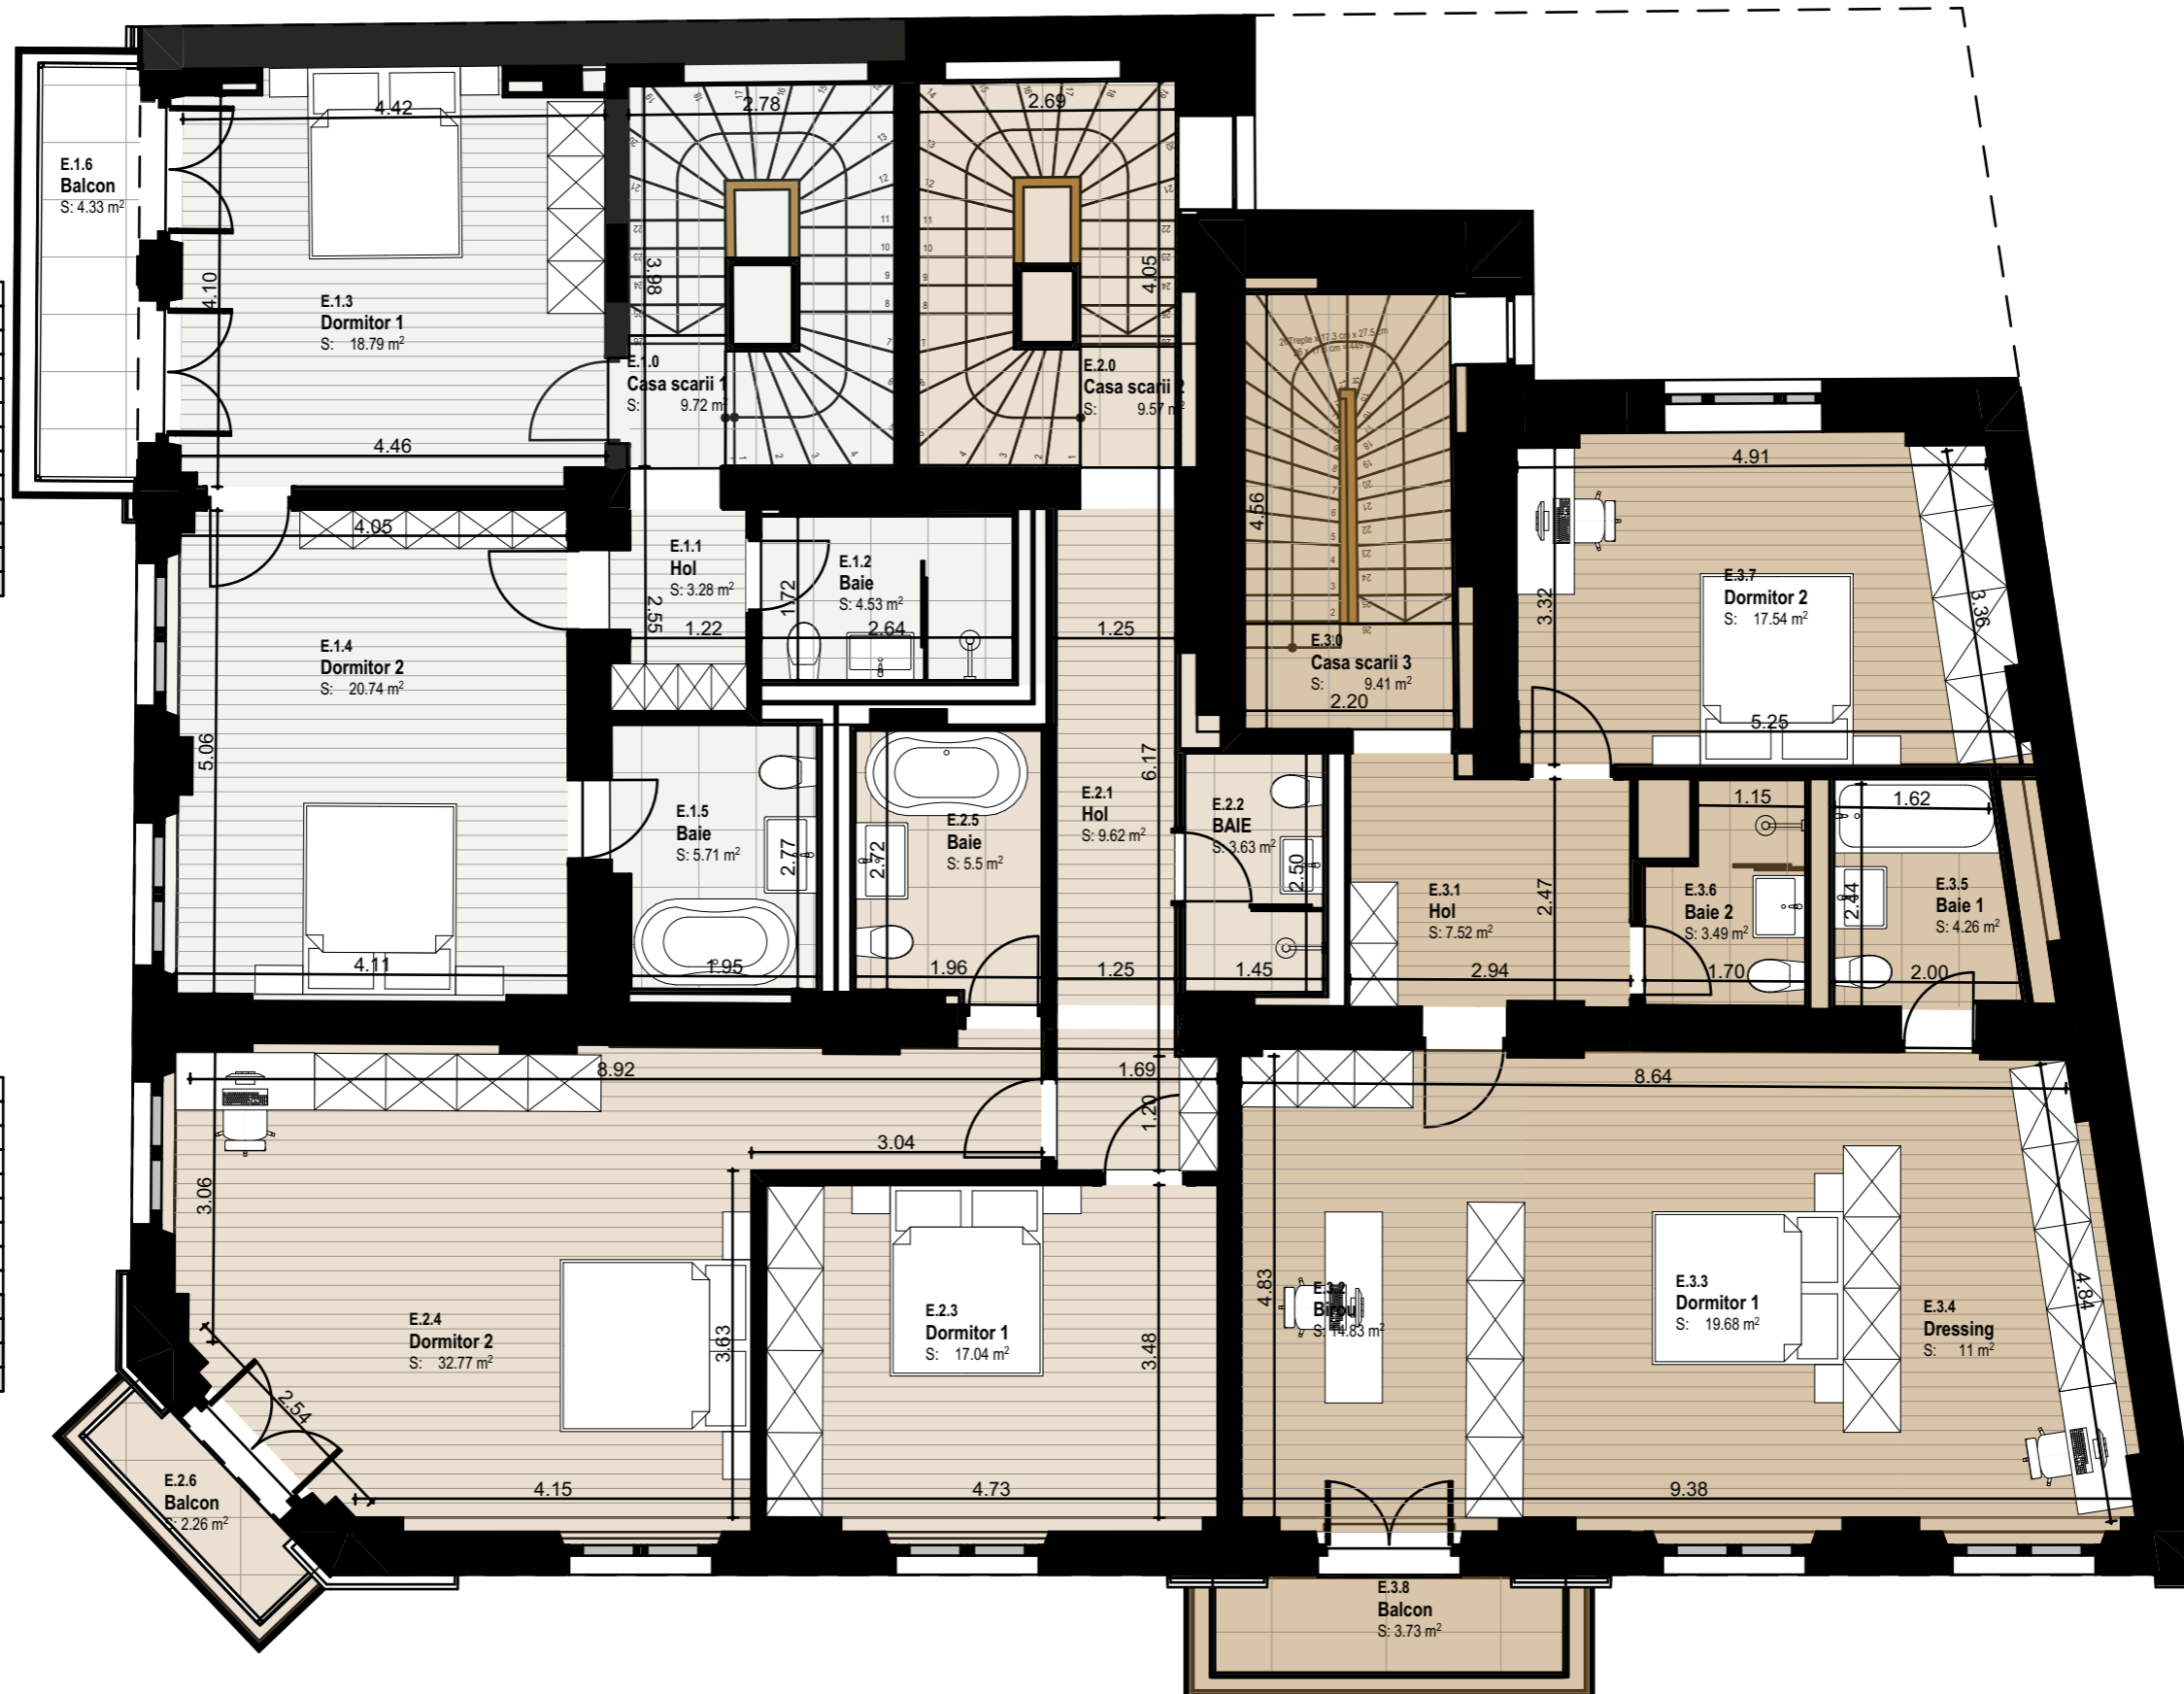 E.1.6
Balcon
S: 4.33 m²
4.42
4.10
E.1.3
Dormitor 1
S: 18.79 m²
4.46
2.78
3.98
E.1.0
Casa scarii 1
S: 9.72 m²
2.69
4.05
E.2.0
Casa scarii 2
S: 9.57 m²
4.56
E.3.0
Casa scarii 3
S: 9.41 m²
2.20
4.91
3.32
3.36
E.3.7
Dormitor 2
S: 17.54 m²
5.25
4.05
E.1.4
Dormitor 2
S: 20.74 m²
5.06
4.11
E.1.1
Hol
S: 3.28 m²
2.55
1.22
E.1.2
Baie
S: 4.53 m²
1.72
2.64
1.25
6.17
E.2.1
Hol
S: 9.62 m²
1.25
E.1.5
Baie
S: 5.71 m²
2.77
1.95
E.2.5
Baie
S: 5.5 m²
2.72
1.96
E.2.2
BAIE
S: 3.63 m²
2.50
1.45
E.3.1
Hol
S: 7.52 m²
2.47
2.94
1.15
E.3.6
Baie 2
S: 3.49 m²
1.70
1.62
2.44
E.3.5
Baie 1
S: 4.26 m²
2.00
8.92
1.69
1.20
3.04
3.06
E.2.4
Dormitor 2
S: 32.77 m²
3.63
2.54
4.15
E.2.3
Dormitor 1
S: 17.04 m²
3.48
4.73
E.2.6
Balcon
S: 2.26 m²
8.64
4.83
E.3.2
Birou
S: 14.83 m²
E.3.3
Dormitor 1
S: 19.68 m²
E.3.4
Dressing
S: 11 m²
4.84
9.38
E.3.8
Balcon
S: 3.73 m²